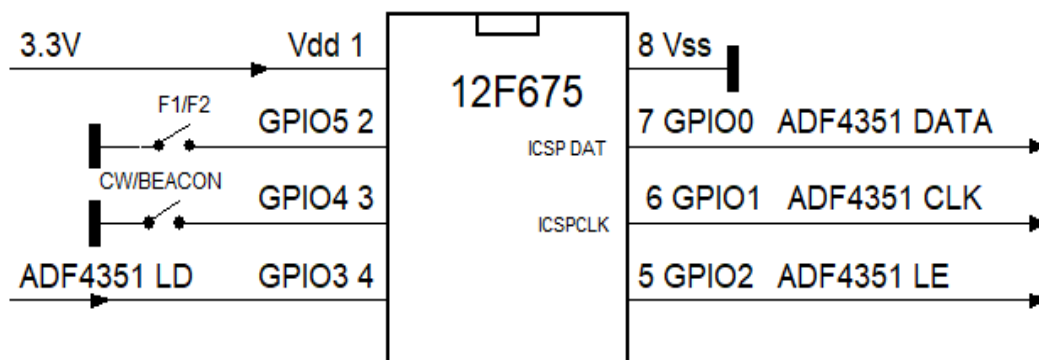 3.3V Vdd 1
8 Vss
12F675
F1/F2
GPIO5 2
ICSP DAT
7 GPIO0 ADF4351 DATA
CW/BEACON
GPIO4 3
ICSPCLK
6 GPIO1 ADF4351 CLK
ADF4351 LD GPIO3 4
5 GPIO2 ADF4351 LE